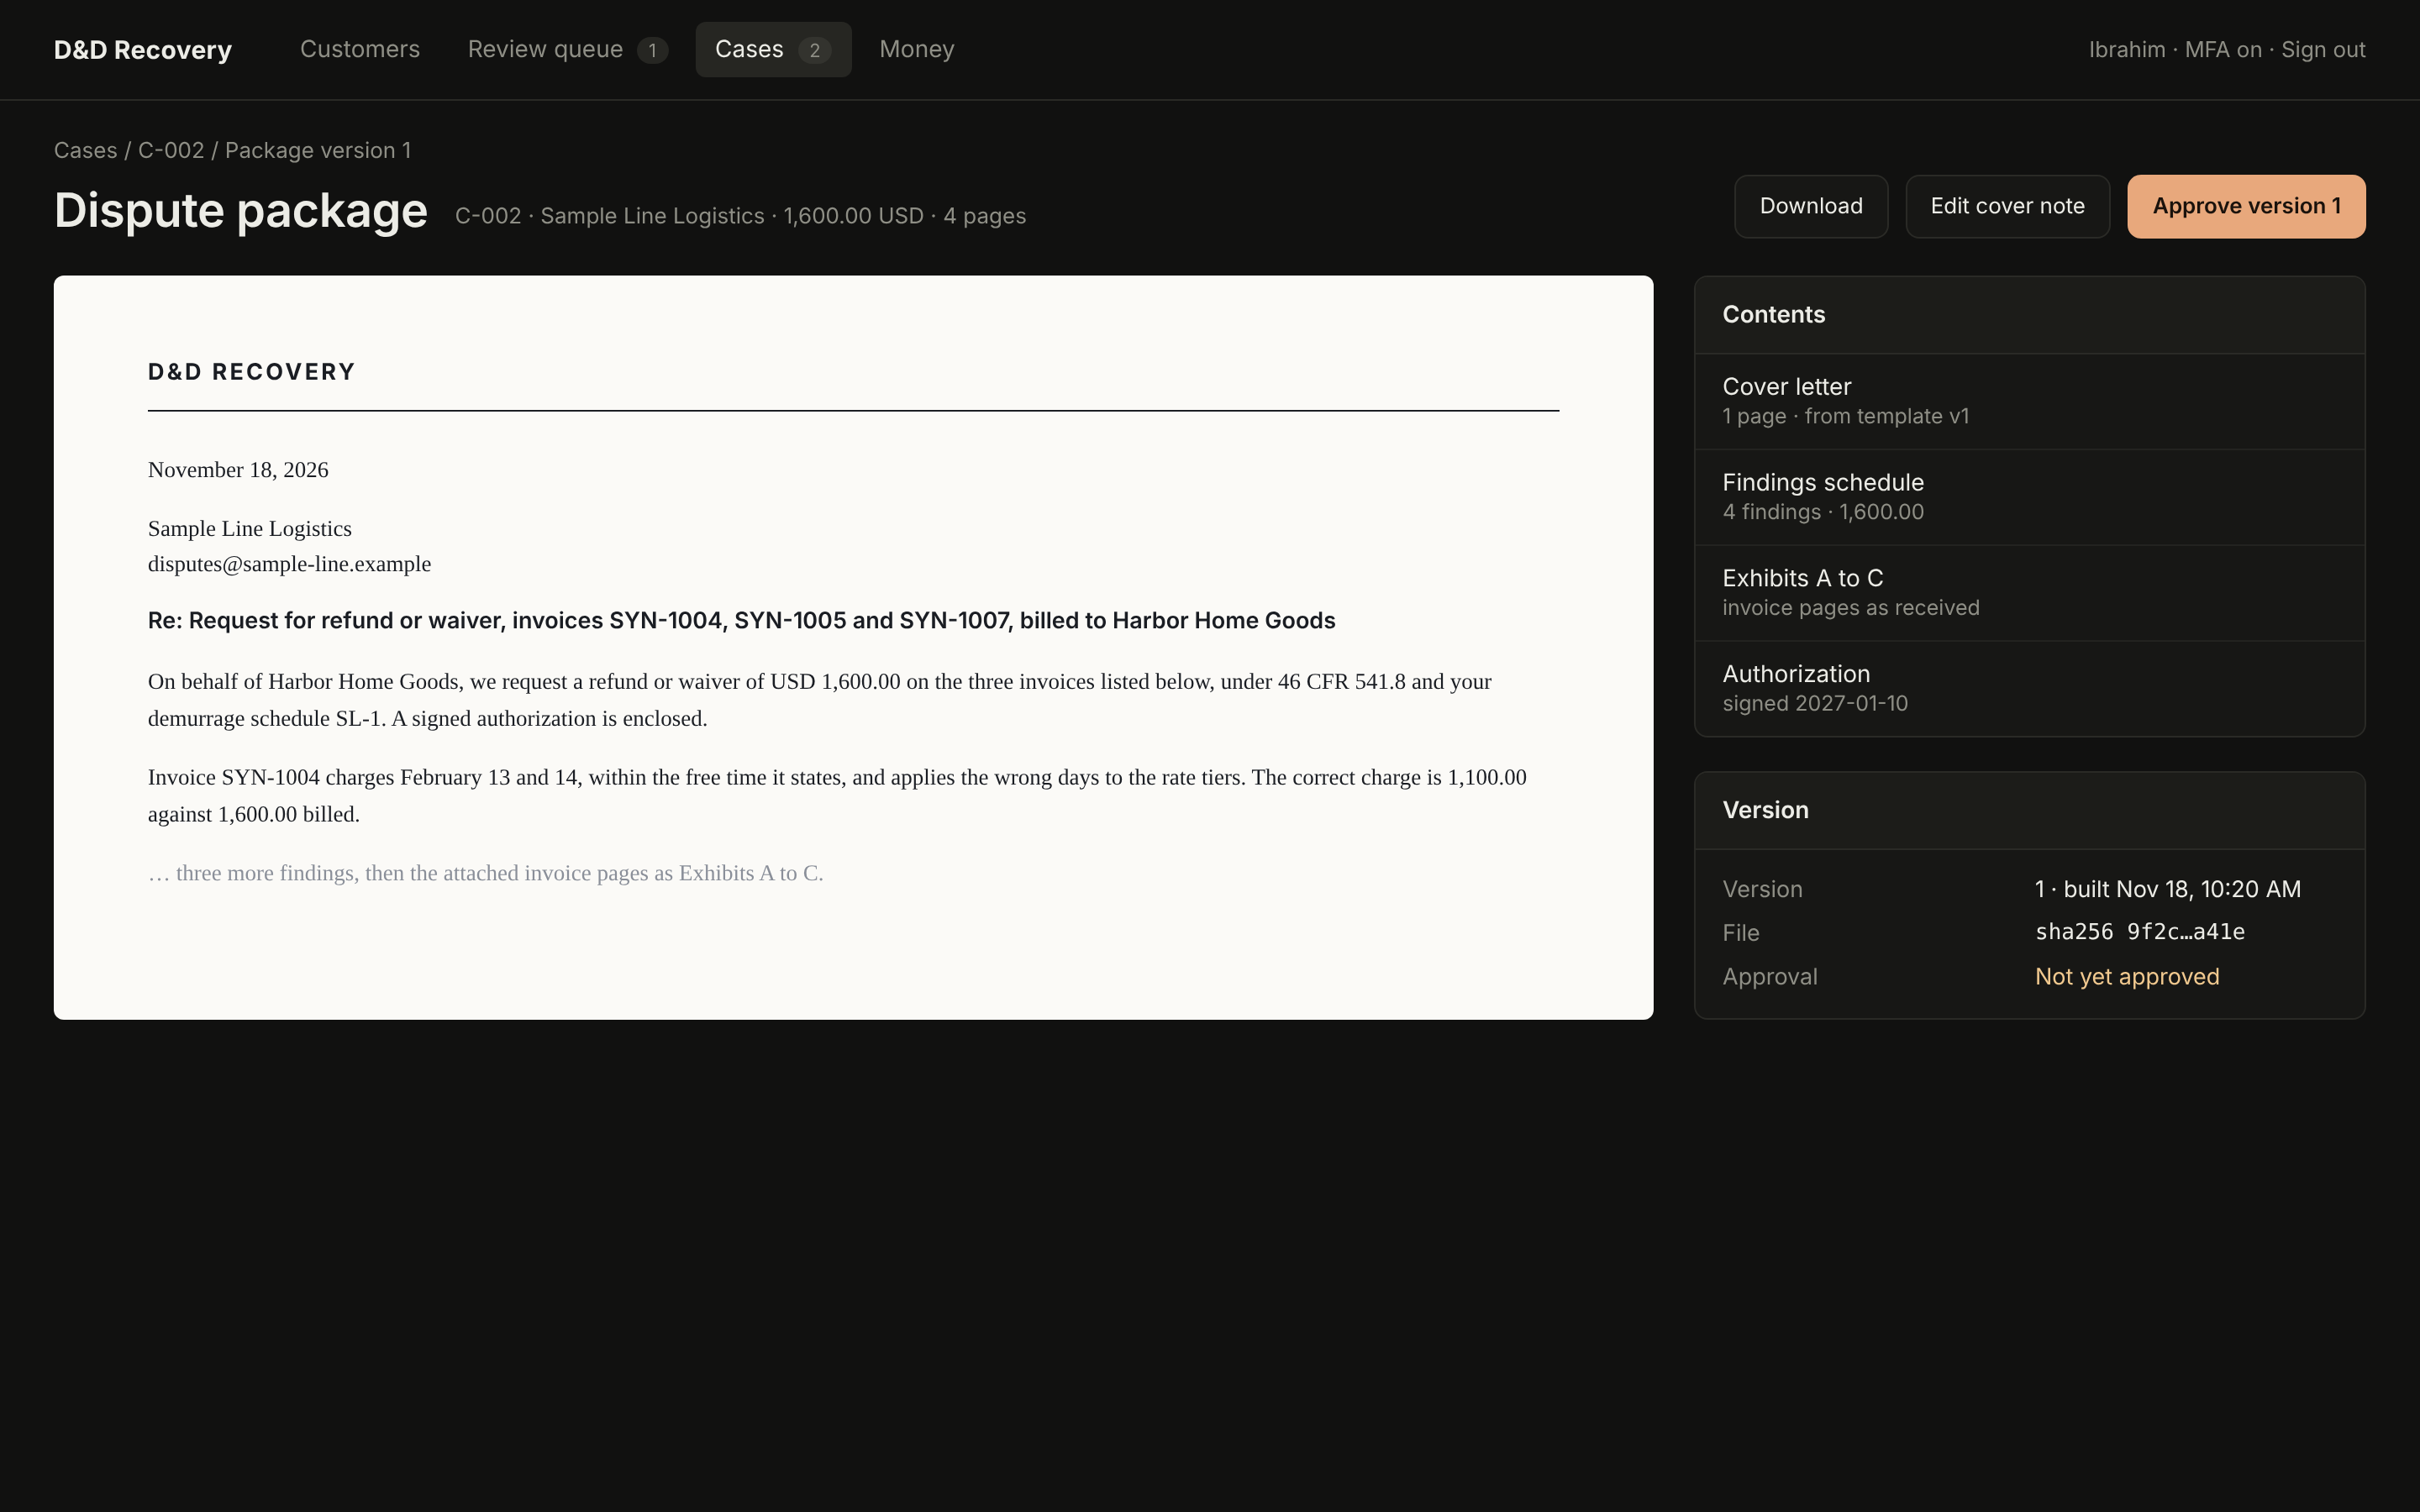 D&D Recovery
Customers
Review queue 1
Cases 2
Money
Ibrahim · MFA on · Sign out
Cases / C-002 / Package version 1
Dispute package
C-002 · Sample Line Logistics · 1,600.00 USD · 4 pages
Download
Edit cover note
Approve version 1
D&D RECOVERY
November 18, 2026
Sample Line Logistics
disputes@sample-line.example
Re: Request for refund or waiver, invoices SYN-1004, SYN-1005 and SYN-1007, billed to Harbor Home Goods
On behalf of Harbor Home Goods, we request a refund or waiver of USD 1,600.00 on the three invoices listed below, under 46 CFR 541.8 and your
demurrage schedule SL-1. A signed authorization is enclosed.
Invoice SYN-1004 charges February 13 and 14, within the free time it states, and applies the wrong days to the rate tiers. The correct charge is 1,100.00
against 1,600.00 billed.
… three more findings, then the attached invoice pages as Exhibits A to C.
Contents
Cover letter
1 page · from template v1
Findings schedule
4 findings · 1,600.00
Exhibits A to C
invoice pages as received
Authorization
signed 2027-01-10
Version
Version 1 · built Nov 18, 10:20 AM
File sha256 9f2c…a41e
Approval Not yet approved